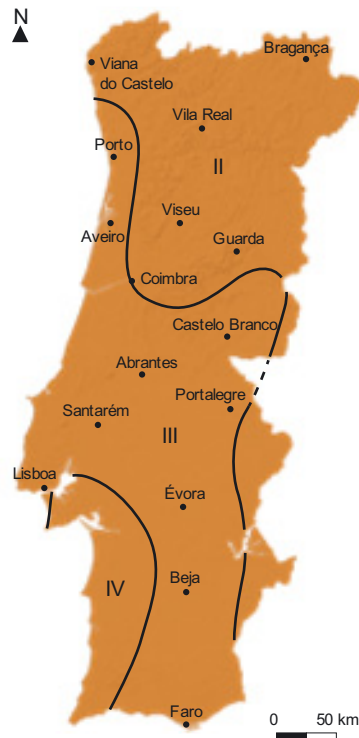 N
Bragança
Viana
do Castelo
Vila Real
Porto
II
Viseu
Aveiro
Guarda
Coimbra
Castelo Branco
Abrantes
Portalegre
Santarém
III
Lisboa
Évora
IV
Beja
Faro
0 50 km